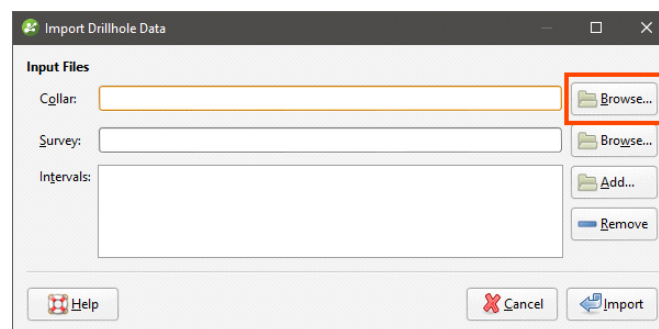 Import Drillhole Data
Input Files
Collar: Browse...
Survey: Browse...
Intervals: Add...
Remove
Help Cancel Import